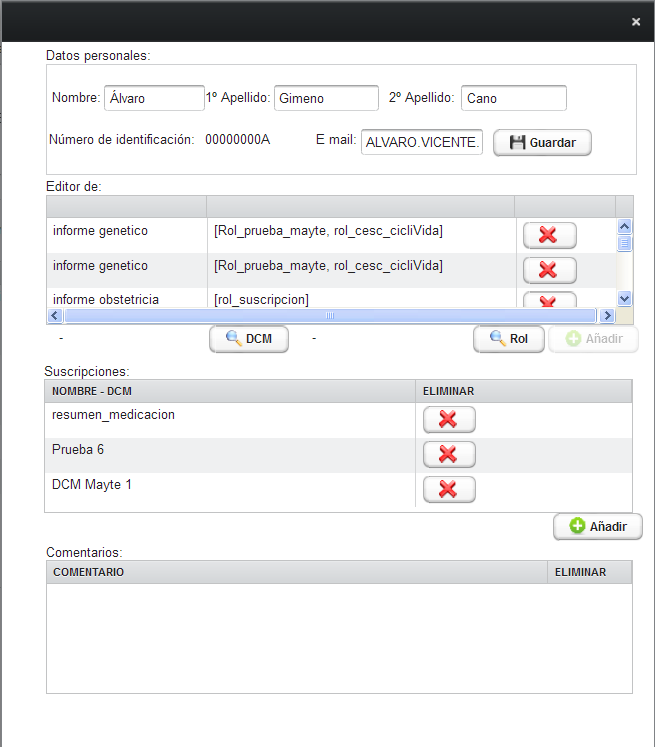 Datos personales:
Nombre: Álvaro 1º Apellido: Gimeno 2º Apellido: Cano
Número de identificación: 00000000A E mail: ALVARO.VICENTE. Guardar
Editor de:
informe genetico [Rol_prueba_mayte, rol_cesc_cicliVida]
informe genetico [Rol_prueba_mayte, rol_cesc_cicliVida]
informe obstetricia [rol_suscripcion]
- DCM - Rol Añadir
Suscripciones:
NOMBRE - DCM ELIMINAR
resumen_medicacion
Prueba 6
DCM Mayte 1
Añadir
Comentarios:
COMENTARIO ELIMINAR